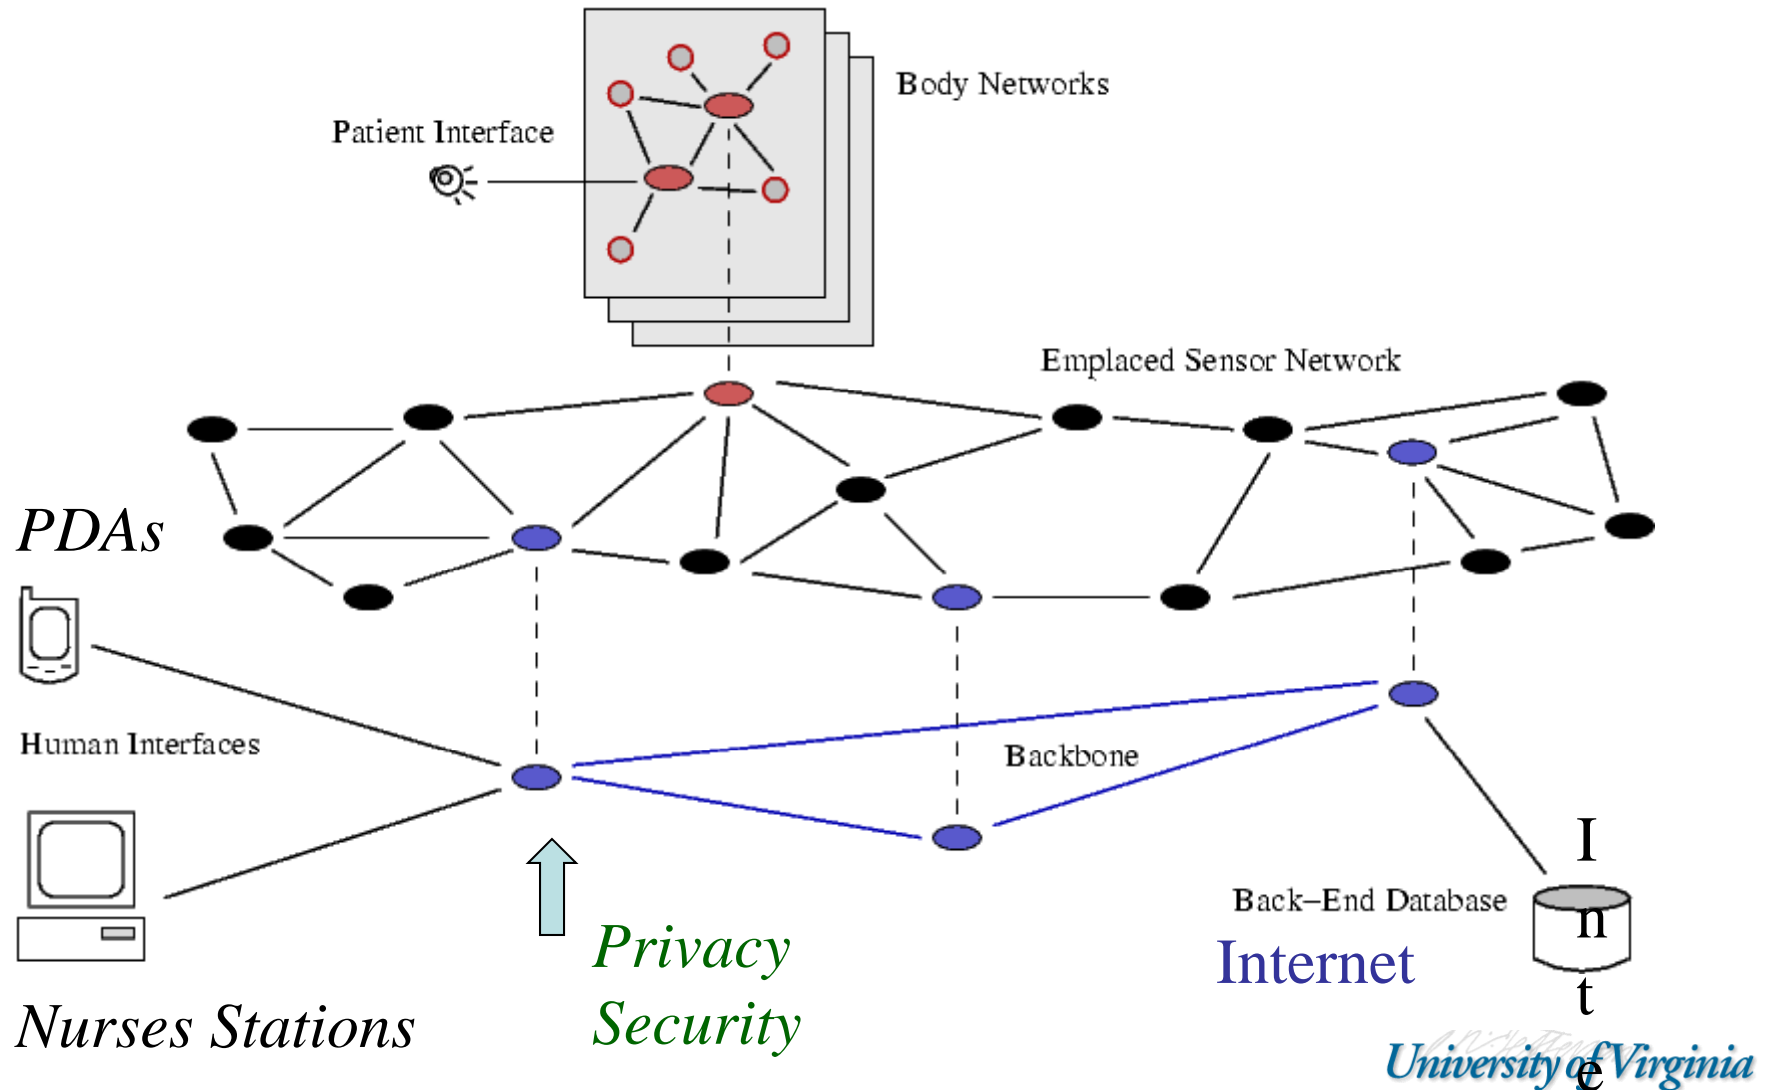 Body Networks
Patient Interface
Emplaced Sensor Network
PDAs
Human Interfaces
Backbone
Back–End Database
Internet
I
n
t
e
Privacy
Security
Nurses Stations
University of Virginia